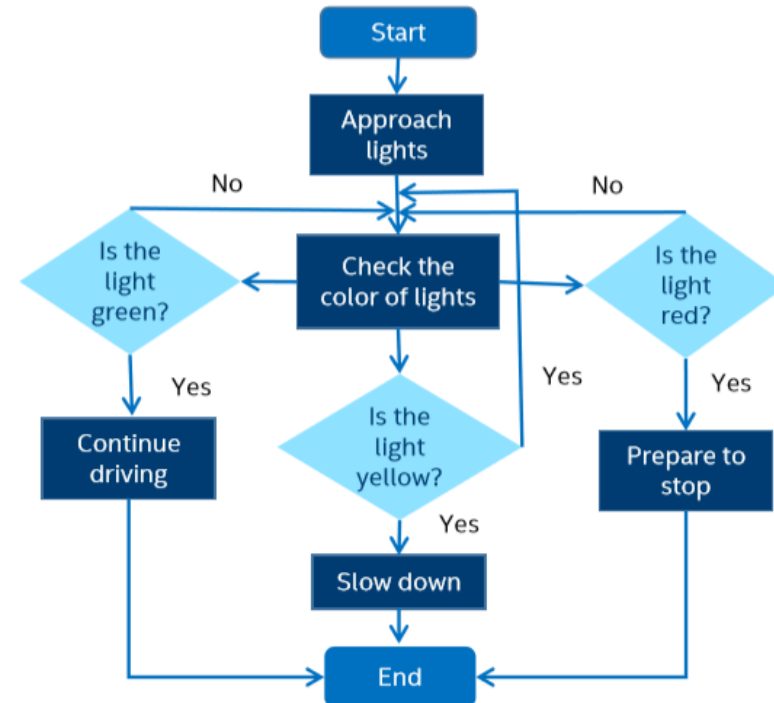 Start
Approach
lights
No
No
Is the
light
green?
Check the
color of lights
Is the
light
red?
Yes
Yes
Yes
Continue
driving
Is the
light
yellow?
Prepare to
stop
Yes
Slow down
End